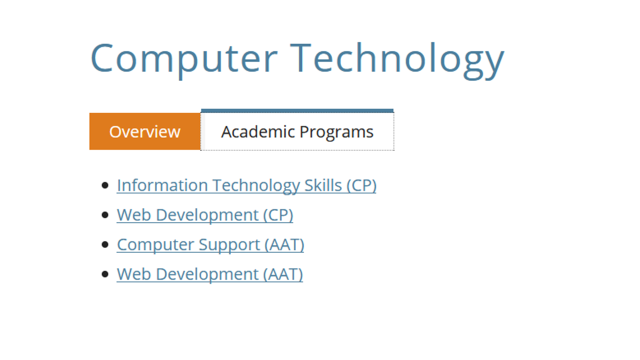 Computer Technology
Overview
Academic Programs
Information Technology Skills (CP)
Web Development (CP)
Computer Support (AAT)
Web Development (AAT)